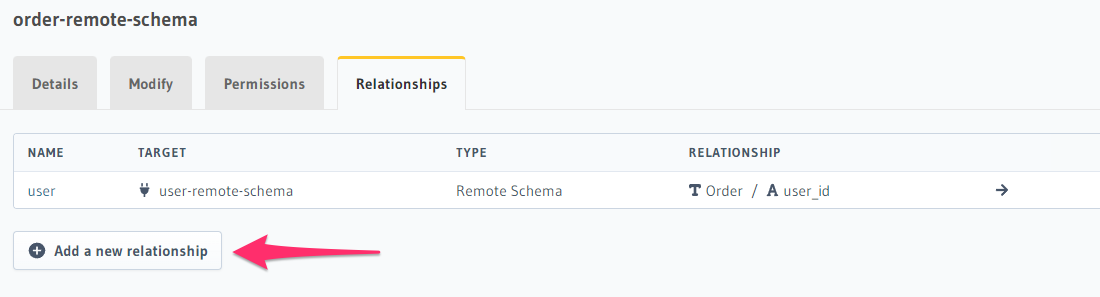 order-remote-schema
Details Modify Permissions Relationships
NAME TARGET TYPE RELATIONSHIP
user user-remote-schema Remote Schema Order / user_id
Add a new relationship